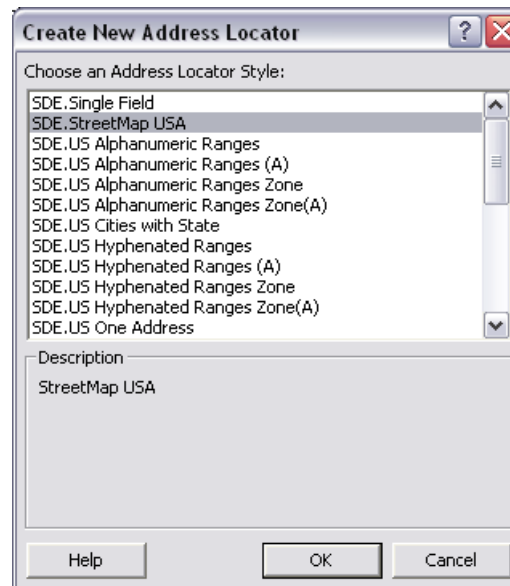 Create New Address Locator
Choose an Address Locator Style:
SDE.Single Field
SDE.StreetMap USA
SDE.US Alphanumeric Ranges
SDE.US Alphanumeric Ranges (A)
SDE.US Alphanumeric Ranges Zone
SDE.US Alphanumeric Ranges Zone(A)
SDE.US Cities with State
SDE.US Hyphenated Ranges
SDE.US Hyphenated Ranges (A)
SDE.US Hyphenated Ranges Zone
SDE.US Hyphenated Ranges Zone(A)
SDE.US One Address
Description
StreetMap USA
Help OK Cancel